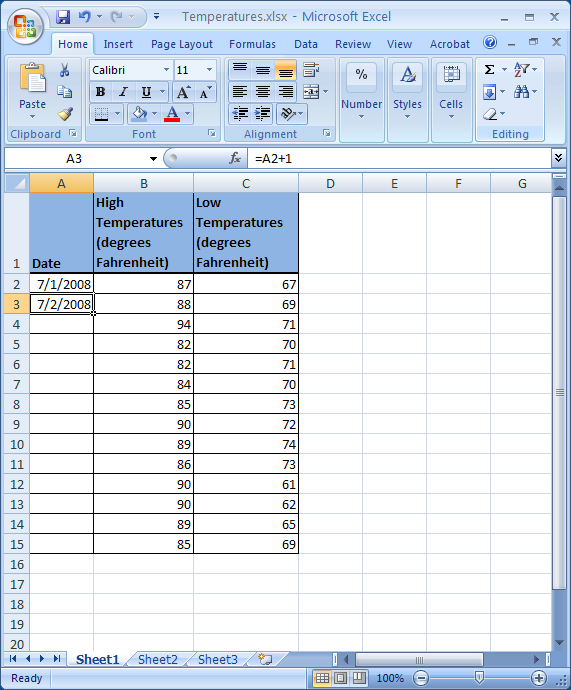 Temperatures.xlsx - Microsoft Excel
Home Insert Page Layout Formulas Data Review View Acrobat
Paste
Calibri 11
B I U A A
A
% A
Number Styles Cells
Σ
Clipboard Font Alignment Editing
A3 fx =A2+1
A B C D E F G
1 Date High Temperatures (degrees Fahrenheit) Low Temperatures (degrees Fahrenheit)
2 7/1/2008 87 67
3 7/2/2008 88 69
4 94 71
5 82 70
6 82 71
7 84 70
8 85 73
9 90 72
10 89 74
11 86 73
12 90 61
13 90 62
14 89 65
15 85 69
16
17
18
19
20
Sheet1 Sheet2 Sheet3
Ready 100%